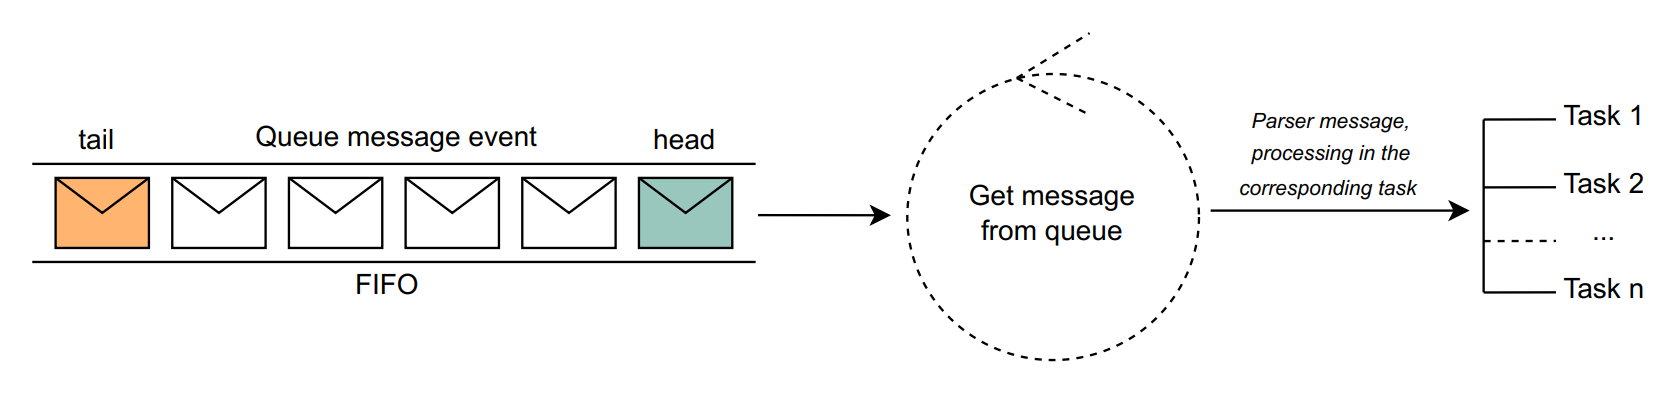 tail
Queue message event
head
FIFO
Get message
from queue
Parser message,
processing in the
corresponding task
Task 1
Task 2
...
Task n